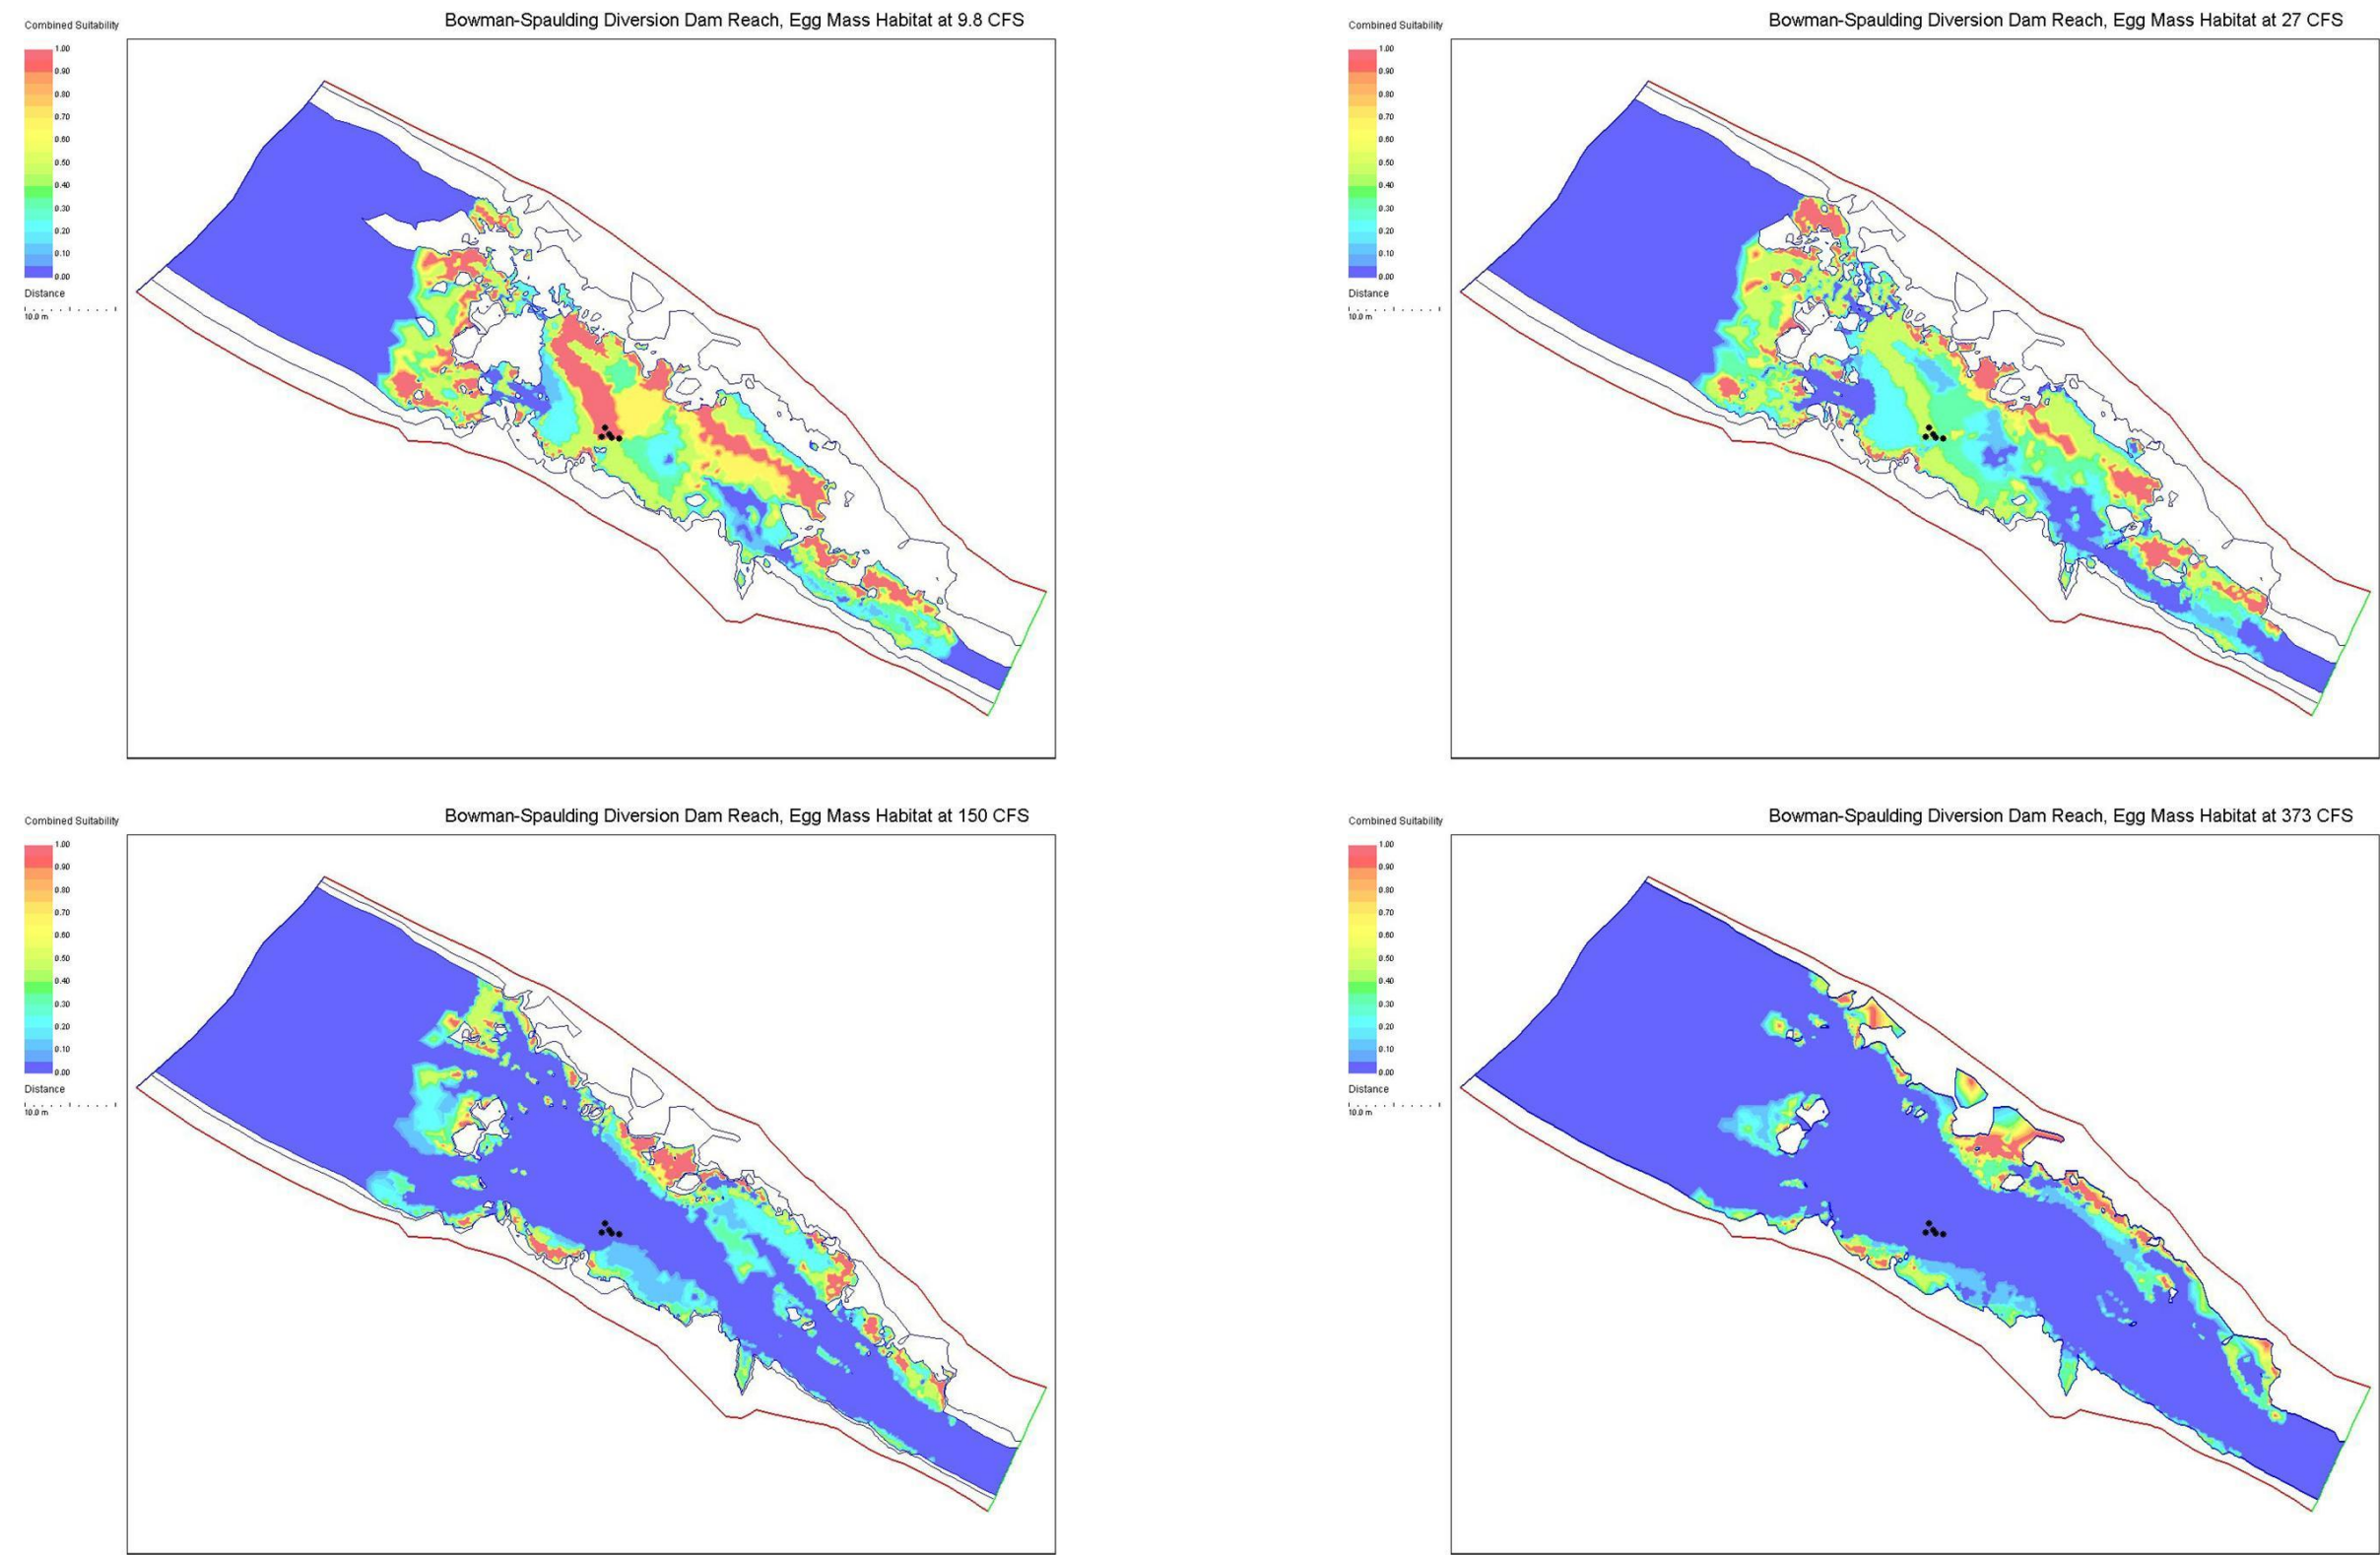 Bowman-Spaulding Diversion Dam Reach, Egg Mass Habitat at 9.8 CFS
Combined Suitability
1.00
0.90
0.80
0.70
0.60
0.50
0.40
0.30
0.20
0.10
0.00
Distance
10.0 m
Bowman-Spaulding Diversion Dam Reach, Egg Mass Habitat at 27 CFS
Combined Suitability
1.00
0.90
0.80
0.70
0.60
0.50
0.40
0.30
0.20
0.10
0.00
Distance
10.0 m
Bowman-Spaulding Diversion Dam Reach, Egg Mass Habitat at 150 CFS
Combined Suitability
1.00
0.90
0.80
0.70
0.60
0.50
0.40
0.30
0.20
0.10
0.00
Distance
10.0 m
Bowman-Spaulding Diversion Dam Reach, Egg Mass Habitat at 373 CFS
Combined Suitability
1.00
0.90
0.80
0.70
0.60
0.50
0.40
0.30
0.20
0.10
0.00
Distance
10.0 m